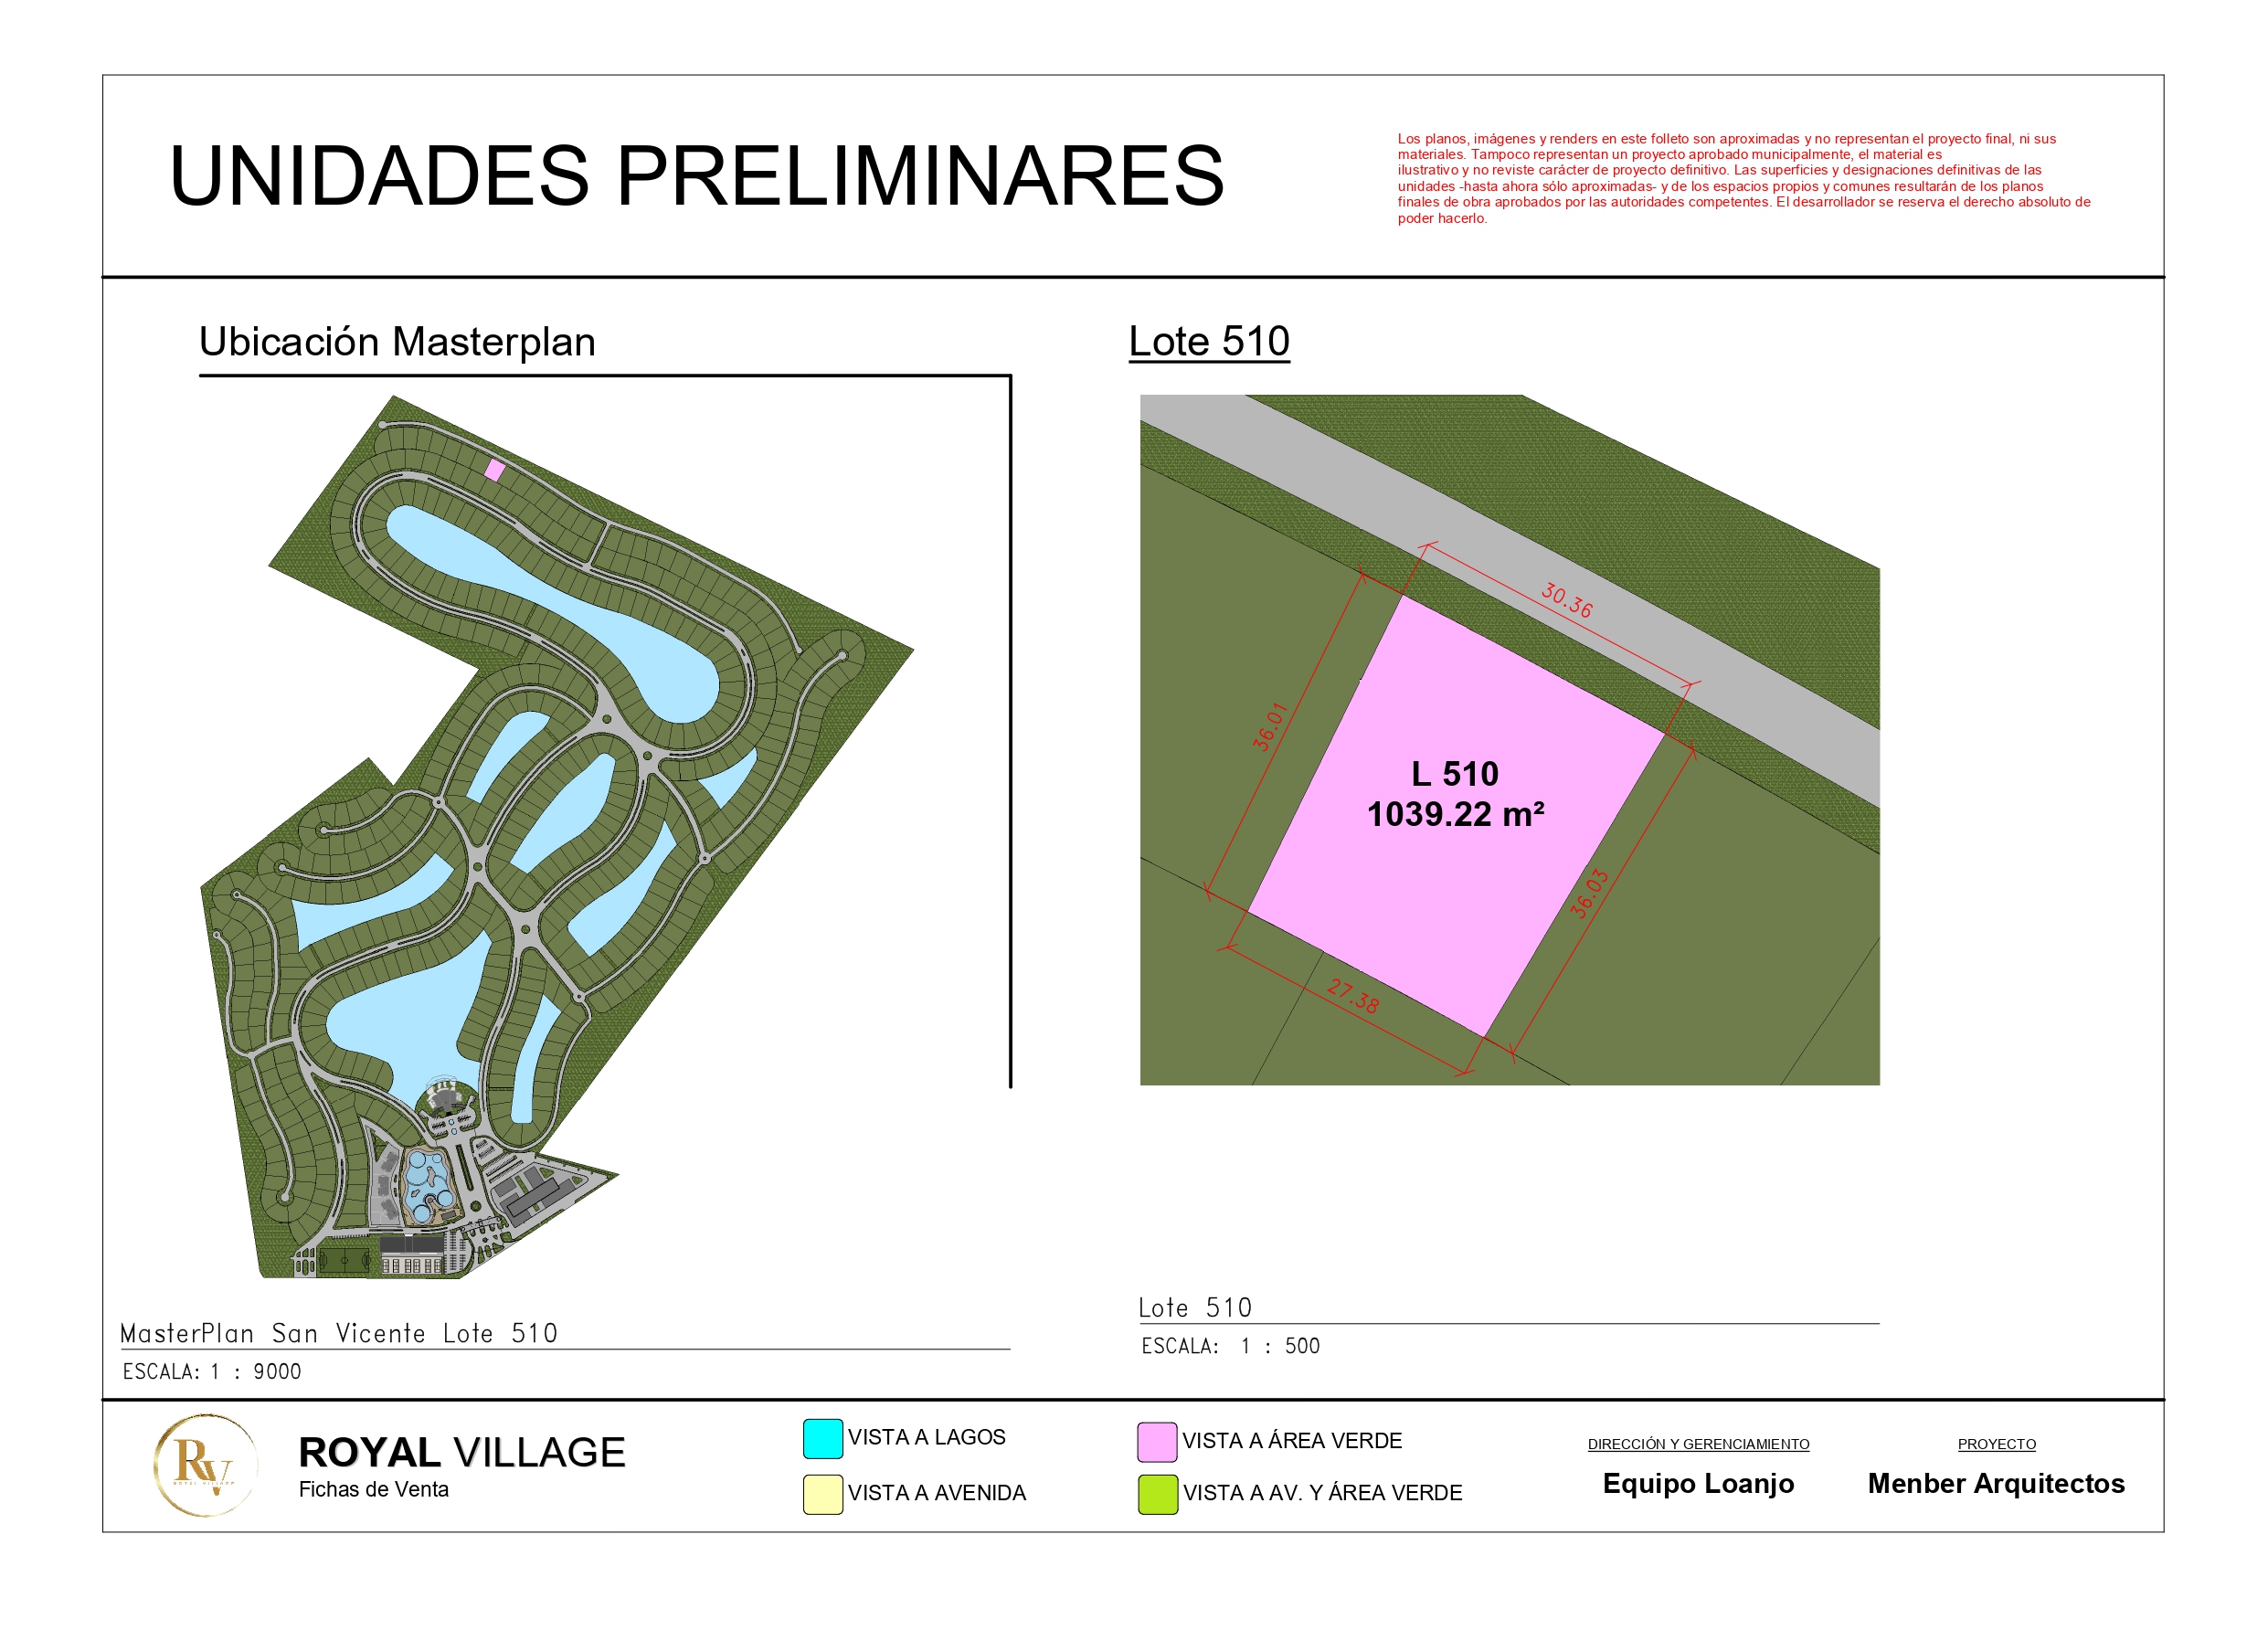 UNIDADES PRELIMINARES
Los planos, imágenes y renders en este folleto son aproximadas y no representan el proyecto final, ni sus
materiales. Tampoco representan un proyecto aprobado municipalmente, el material es
ilustrativo y no reviste carácter de proyecto definitivo. Las superficies y designaciones definitivas de las
unidades -hasta ahora sólo aproximadas- y de los espacios propios y comunes resultarán de los planos
finales de obra aprobados por las autoridades competentes. El desarrollador se reserva el derecho absoluto de
poder hacerlo.
Ubicación Masterplan
Lote 510
30.36
36.01
L 510
1039.22 m²
36.03
27.38
MasterPlan San Vicente Lote 510
ESCALA: 1 : 9000
Lote 510
ESCALA: 1 : 500
RV
ROYAL VILLAGE
ROYAL VILLAGE
Fichas de Venta
VISTA A LAGOS
VISTA A AVENIDA
VISTA A ÁREA VERDE
VISTA A AV. Y ÁREA VERDE
DIRECCIÓN Y GERENCIAMIENTO
Equipo Loanjo
PROYECTO
Menber Arquitectos